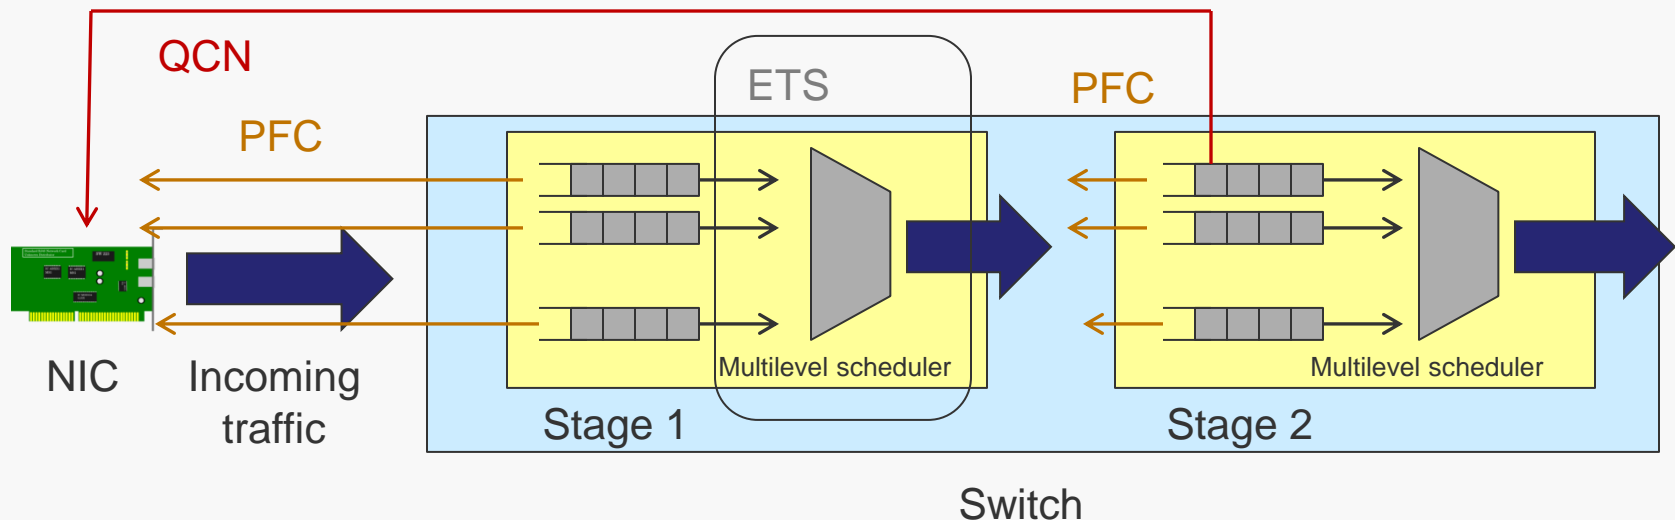 QCN
ETS
PFC
PFC
Multilevel scheduler
Multilevel scheduler
NIC
Incoming
traffic
Stage 1
Stage 2
Switch